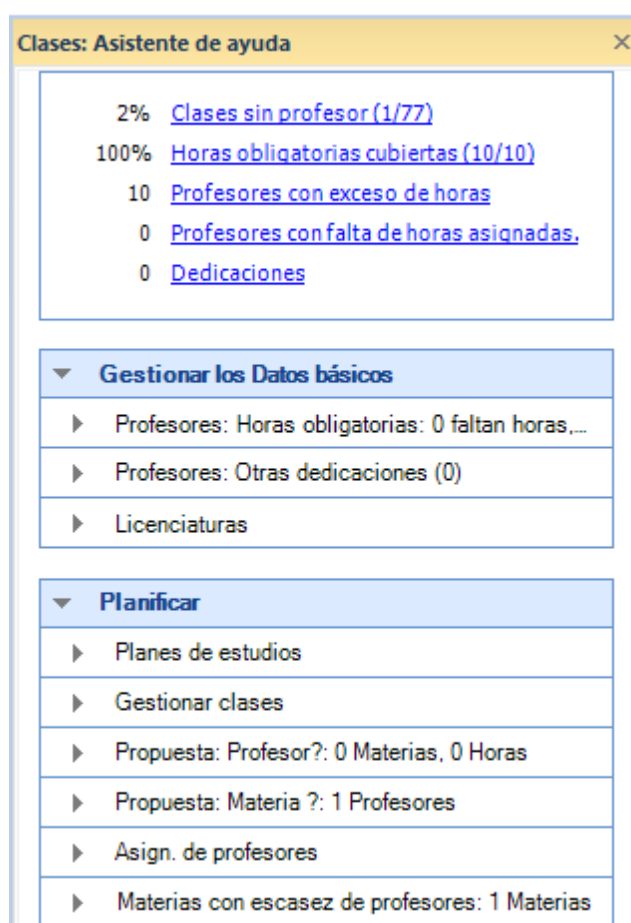 Clases: Asistente de ayuda
2% Clases sin profesor (1/77)
100% Horas obligatorias cubiertas (10/10)
10 Profesores con exceso de horas
0 Profesores con falta de horas asignadas.
0 Dedicaciones
Gestionar los Datos básicos
Profesores: Horas obligatorias: 0 faltan horas,...
Profesores: Otras dedicaciones (0)
Licenciaturas
Planificar
Planes de estudios
Gestionar clases
Propuesta: Profesor?: 0 Materias, 0 Horas
Propuesta: Materia ?: 1 Profesores
Asign. de profesores
Materias con escasez de profesores: 1 Materias